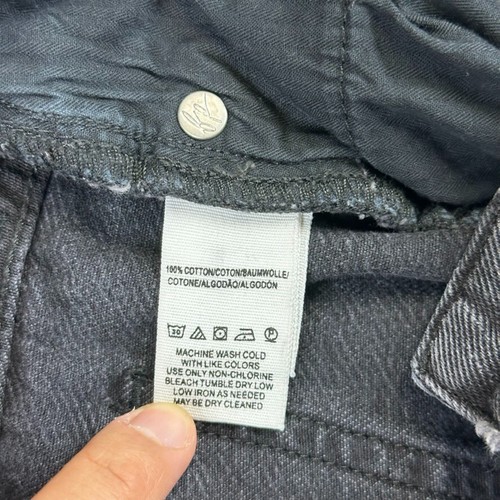 100% COTTON/COTON/BAUMWOLLE/
COTONE/ALGODÃO/ALGODÓN
30
P
MACHINE WASH COLD
WITH LIKE COLORS
USE ONLY NON-CHLORINE
BLEACH TUMBLE DRY LOW
LOW IRON AS NEEDED
MAY BE DRY CLEANED